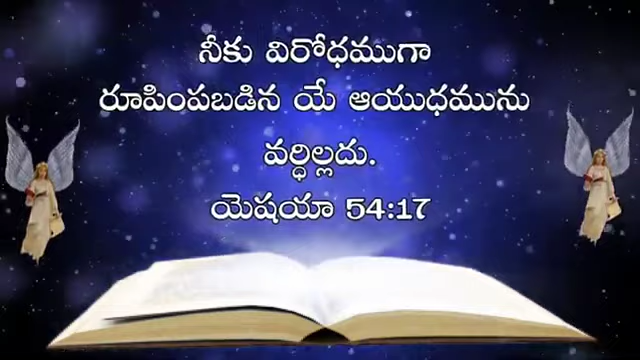 నీకు విరోధముగా
రూపింపబడిన యే ఆయుధమును
వర్ధిల్లదు.
యెషయా 54:17